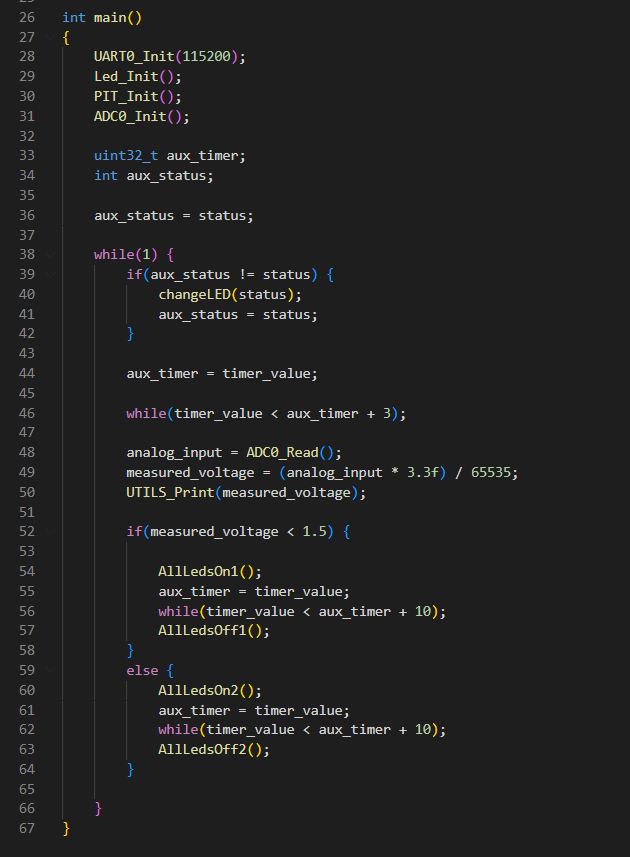 26 int main()
27 {
28     UART0_Init(115200);
29     Led_Init();
30     PIT_Init();
31     ADC0_Init();
32
33     uint32_t aux_timer;
34     int aux_status;
35
36     aux_status = status;
37
38     while(1) {
39         if(aux_status != status) {
40             changeLED(status);
41             aux_status = status;
42         }
43
44         aux_timer = timer_value;
45
46         while(timer_value < aux_timer + 3);
47
48         analog_input = ADC0_Read();
49         measured_voltage = (analog_input * 3.3f) / 65535;
50         UTILS_Print(measured_voltage);
51
52         if(measured_voltage < 1.5) {
53
54             AllLedsOn1();
55             aux_timer = timer_value;
56             while(timer_value < aux_timer + 10);
57             AllLedsOff1();
58         }
59         else {
60             AllLedsOn2();
61             aux_timer = timer_value;
62             while(timer_value < aux_timer + 10);
63             AllLedsOff2();
64         }
65
66     }
67 }